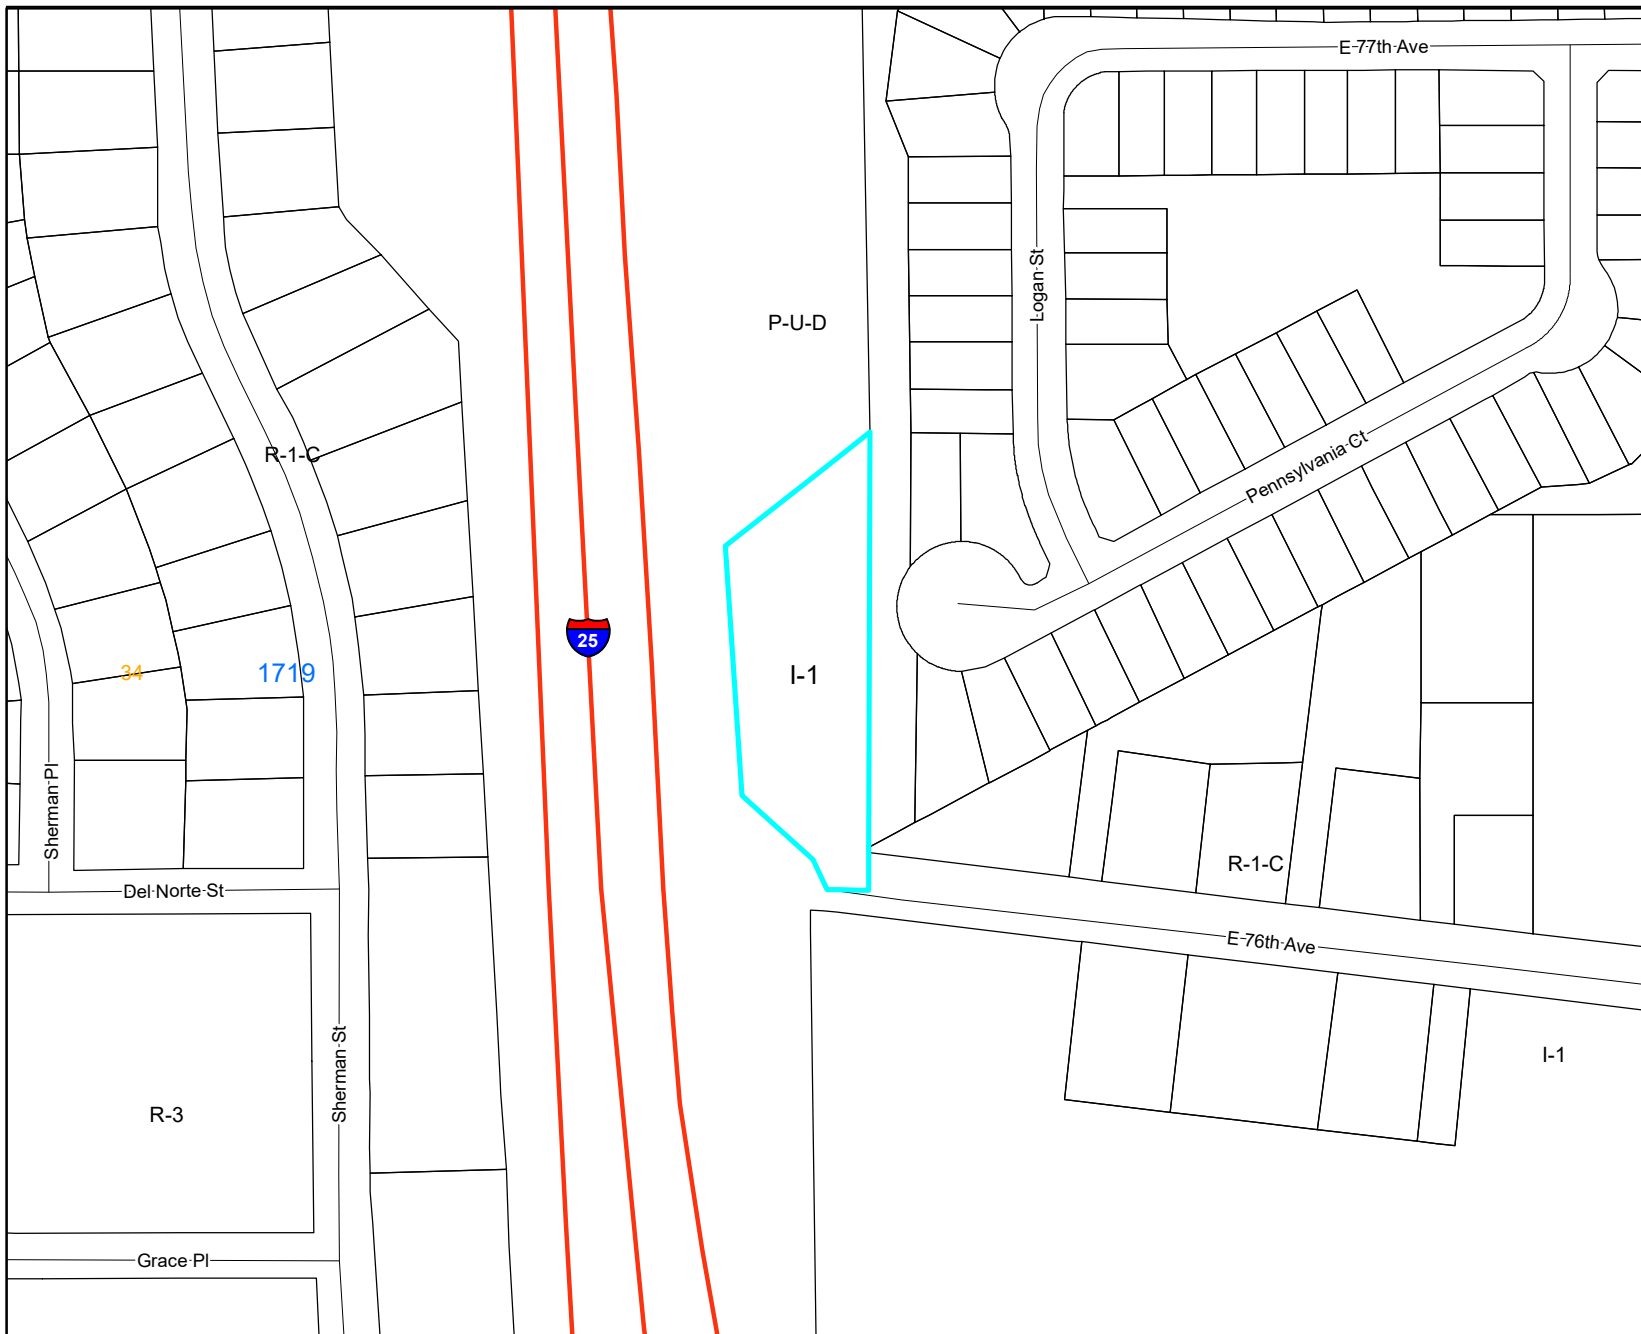 E 77th Ave
Logan St
P-U-D
R-1-C
Pennsylvania Ct
25
34
1719
I-1
Sherman Pl
R-1-C
Del Norte St
E 76th Ave
I-1
Sherman St
R-3
Grace Pl